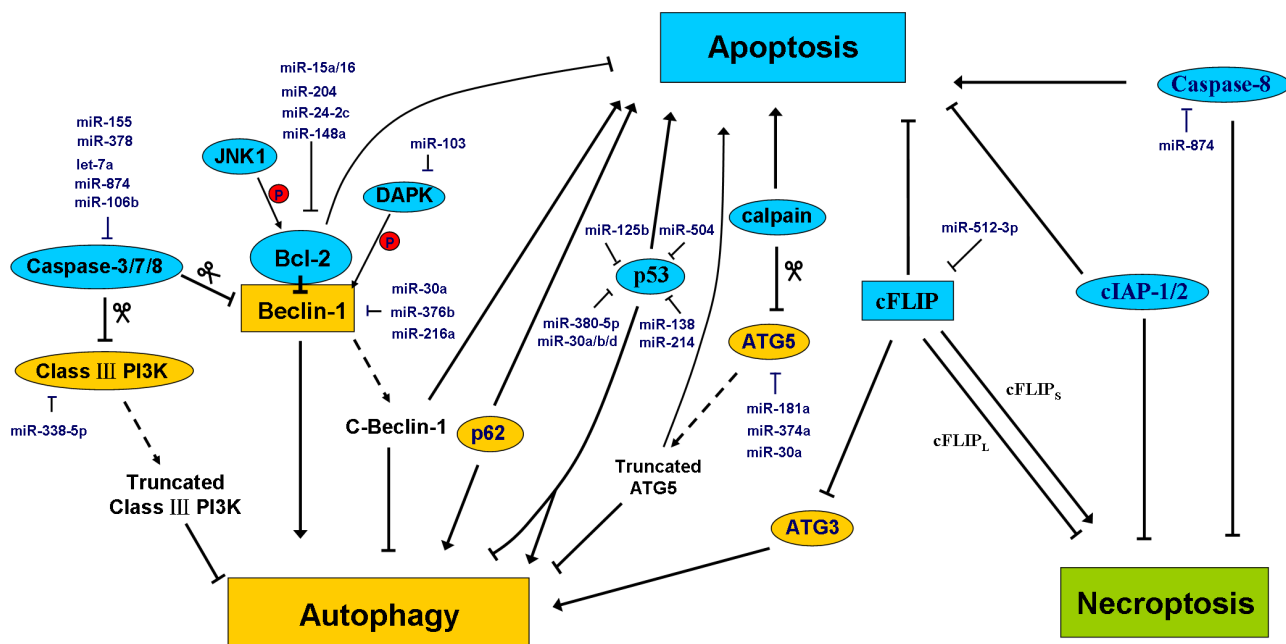 Apoptosis
miR-15a/16
miR-204
miR-24-2c
miR-148a
miR-155
miR-378
let-7a
miR-874
miR-106b
JNK1
P
miR-103
DAPK
P
Caspase-8
miR-874
Caspase-3/7/8
Bcl-2
Beclin-1
miR-30a
miR-376b
miR-216a
miR-125b
miR-504
p53
miR-380-5p
miR-30a/b/d
miR-138
miR-214
calpain
ATG5
miR-181a
miR-374a
miR-30a
miR-512-3p
cFLIP
cIAP-1/2
Class III PI3K
miR-338-5p
C-Beclin-1
p62
cFLIPS
cFLIPL
Truncated
Class III PI3K
Truncated
ATG5
ATG3
Autophagy
Necroptosis